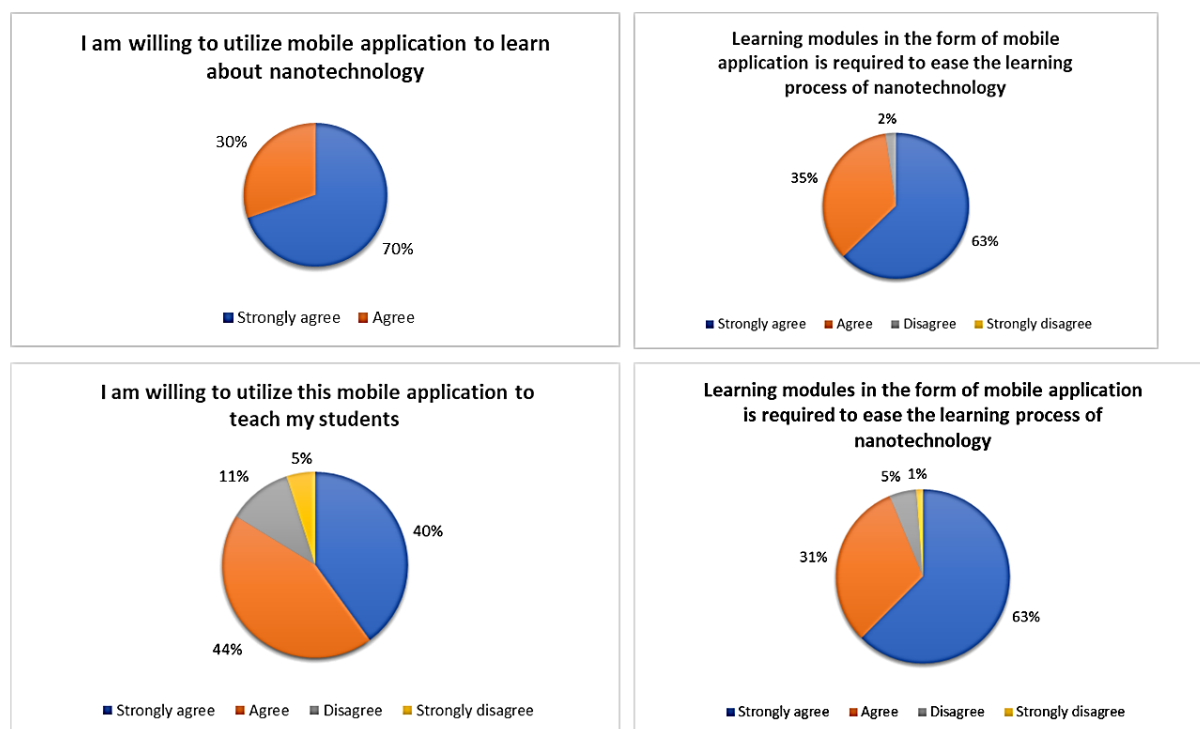 I am willing to utilize mobile application to learn
about nanotechnology
30%
70%
Strongly agree Agree
Learning modules in the form of mobile
application is required to ease the learning
process of nanotechnology
2%
35%
63%
Strongly agree Agree Disagree Strongly disagree
I am willing to utilize this mobile application to
teach my students
5%
11%
40%
44%
Strongly agree Agree Disagree Strongly disagree
Learning modules in the form of mobile application
is required to ease the learning process of
nanotechnology
5% 1%
31%
63%
Strongly agree Agree Disagree Strongly disagree